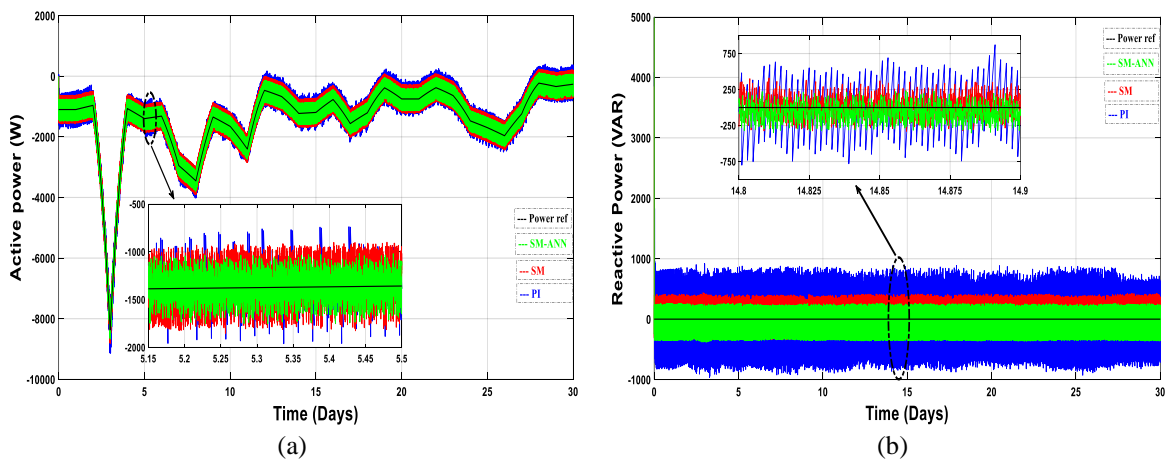 2000
0
-2000
-4000
-6000
-8000
-10000
Active power (W)
0 5 10 15 20 25 30
Time (Days)
--- Power ref
--- SM-ANN
--- SM
--- PI
-500
-1000
-1500
-2000
5.15 5.2 5.25 5.3 5.35 5.4 5.45 5.5
(a)
5000
4000
3000
2000
1000
0
-1000
Reactive Power (VAR)
0 5 10 15 20 25 30
Time (Days)
--- Power ref
--- SM-ANN
--- SM
--- PI
750
250
-250
-750
14.8 14.825 14.85 14.875 14.9
(b)